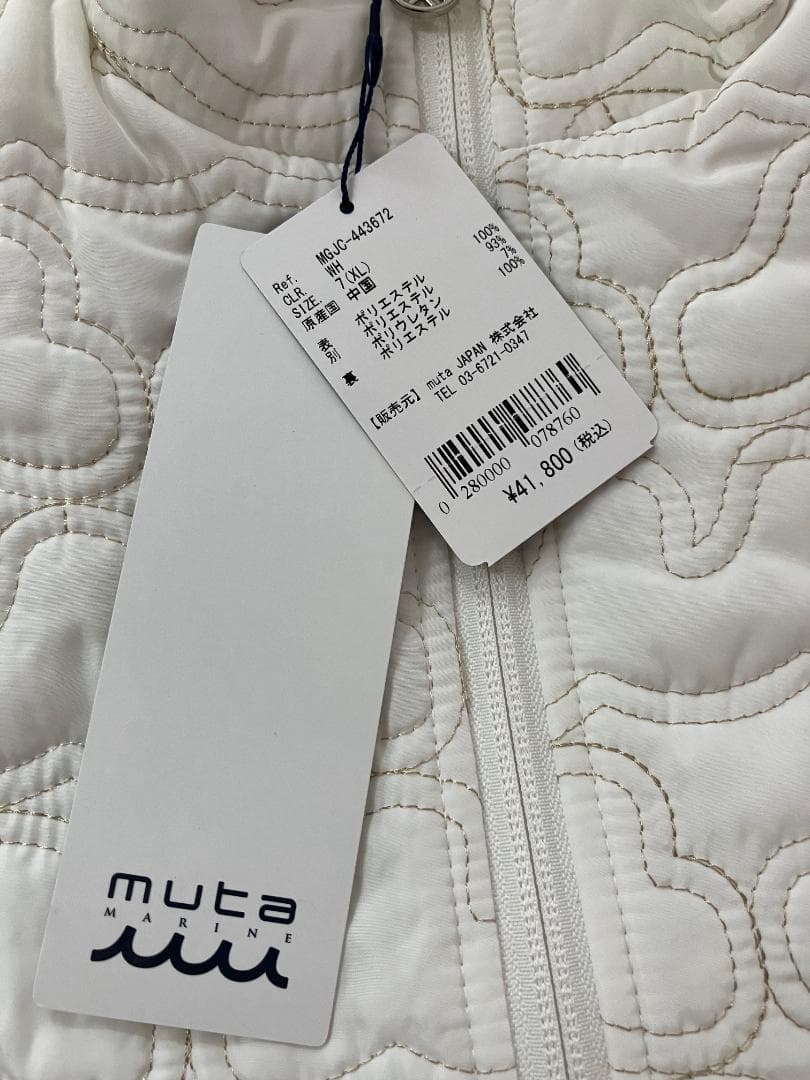 Ref. MGJC-443672
CLR. WH
SIZE. 7(XL)
原産国 中国
表 ポリエステル 100%
別 ポリエステル 93%
ポリウレタン 7%
裏 ポリエステル 100%
【販売元】 muta JAPAN 株式会社
TEL 03-6721-0347
0 280000 078760
¥41,800(税込)
muta
MARINE